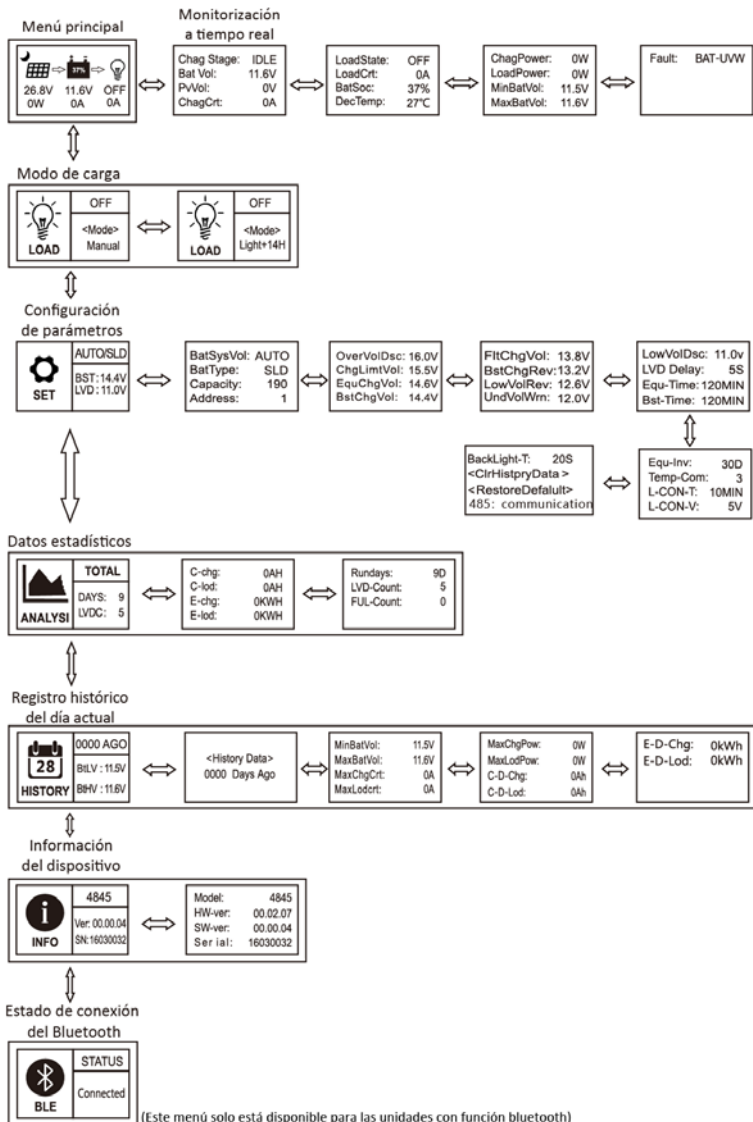 Menú principal
37%
26.8V 11.6V OFF
0W 0A 0A
Monitorización
a tiempo real
Chag Stage: IDLE
Bat Vol: 11.6V
PvVol: 0V
ChagCrt: 0A
LoadState: OFF
LoadCrt: 0A
BatSoc: 37%
DecTemp: 27℃
ChagPower: 0W
LoadPower: 0W
MinBatVol: 11.5V
MaxBatVol: 11.6V
Fault: BAT-UVW
Modo de carga
LOAD
OFF
<Mode>
Manual
LOAD
OFF
<Mode>
Light+14H
Configuración
de parámetros
SET
AUTO/SLD
BST:14.4V
LVD:11.0V
BatSysVol: AUTO
BatType: SLD
Capacity: 190
Address: 1
OverVolDsc: 16.0V
ChgLimtVol: 15.5V
EquChgVol: 14.6V
BstChgVol: 14.4V
FltChgVol: 13.8V
BstChgRev:13.2V
LowVolRev: 12.6V
UndVolWrn: 12.0V
LowVolDsc: 11.0v
LVD Delay: 5S
Equ-Time:120MIN
Bst-Time: 120MIN
Equ-Inv: 30D
Temp-Com: 3
L-CON-T: 10MIN
L-CON-V: 5V
BackLight-T: 20S
<ClrHistpryData >
<RestoreDefalult>
485: communication
Datos estadísticos
ANALYSI
TOTAL
DAYS: 9
LVDC: 5
C-chg: 0AH
C-lod: 0AH
E-chg: 0KWH
E-lod: 0KWH
Rundays: 9D
LVD-Count: 5
FUL-Count: 0
Registro histórico
del día actual
28
HISTORY
0000 AGO
BtLV : 11.5V
BtHV : 11.6V
<History Data>
0000 Days Ago
MinBatVol: 11.5V
MaxBatVol: 11.6V
MaxChgCrt: 0A
MaxLodcrt: 0A
MaxChgPow: 0W
MaxLodPow: 0W
C-D-Chg: 0Ah
C-D-Lod: 0Ah
E-D-Chg: 0kWh
E-D-Lod: 0kWh
Información
del dispositivo
i
INFO
4845
Ver: 00.00.04
SN:16030032
Model: 4845
HW-ver: 00.02.07
SW-ver: 00.00.04
Ser ial: 16030032
Estado de conexión
del Bluetooth
BLE
STATUS
Connected
(Este menú solo está disponible para las unidades con función bluetooth)